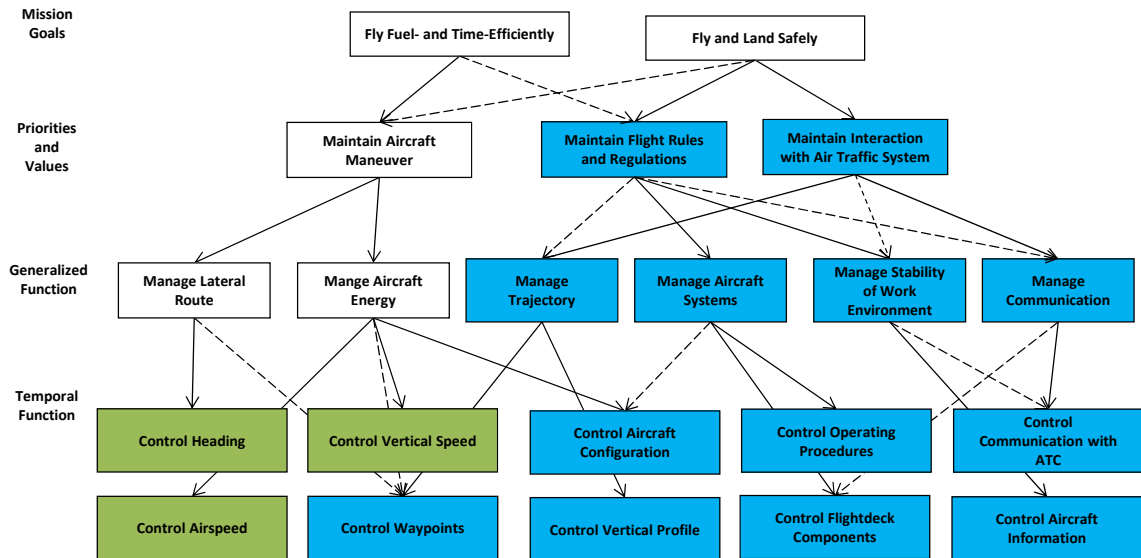 Mission
Goals
Fly Fuel- and Time-Efficiently
Fly and Land Safely
Priorities
and
Values
Maintain Aircraft
Maneuver
Maintain Flight Rules
and Regulations
Maintain Interaction
with Air Traffic System
Generalized
Function
Manage Lateral
Route
Mange Aircraft
Energy
Manage
Trajectory
Manage Aircraft
Systems
Manage Stability
of Work
Environment
Manage
Communication
Temporal
Function
Control Heading
Control Vertical Speed
Control Aircraft
Configuration
Control Operating
Procedures
Control
Communication with
ATC
Control Airspeed
Control Waypoints
Control Vertical Profile
Control Flightdeck
Components
Control Aircraft
Information